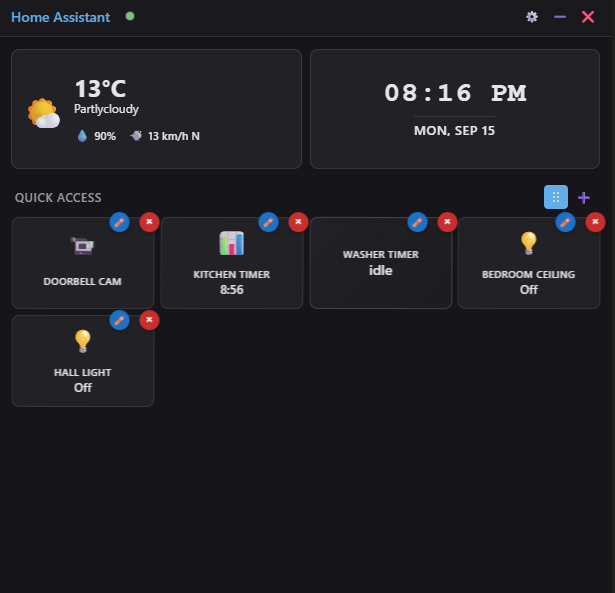 Home Assistant
13°C
Partlycloudy
90% 13 km/h N
08:16 PM
MON, SEP 15
QUICK ACCESS
DOORBELL CAM
KITCHEN TIMER
8:56
WASHER TIMER
idle
BEDROOM CEILING
Off
HALL LIGHT
Off